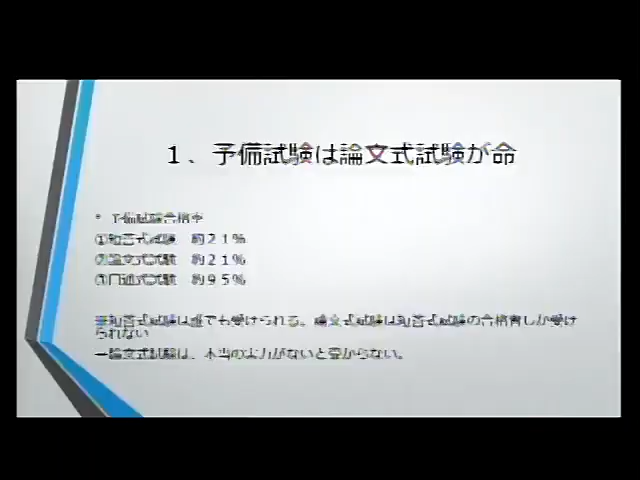 1、予備試験は論文式試験が命
• 予備試験合格率
①短答式試験 約21%
②論文式試験 約21%
③口述式試験 約95%
※短答式試験は誰でも受けられる、論文式試験は短答式試験の合格者しか受け
られない
→論文式試験は、本当の実力がないと受からない。